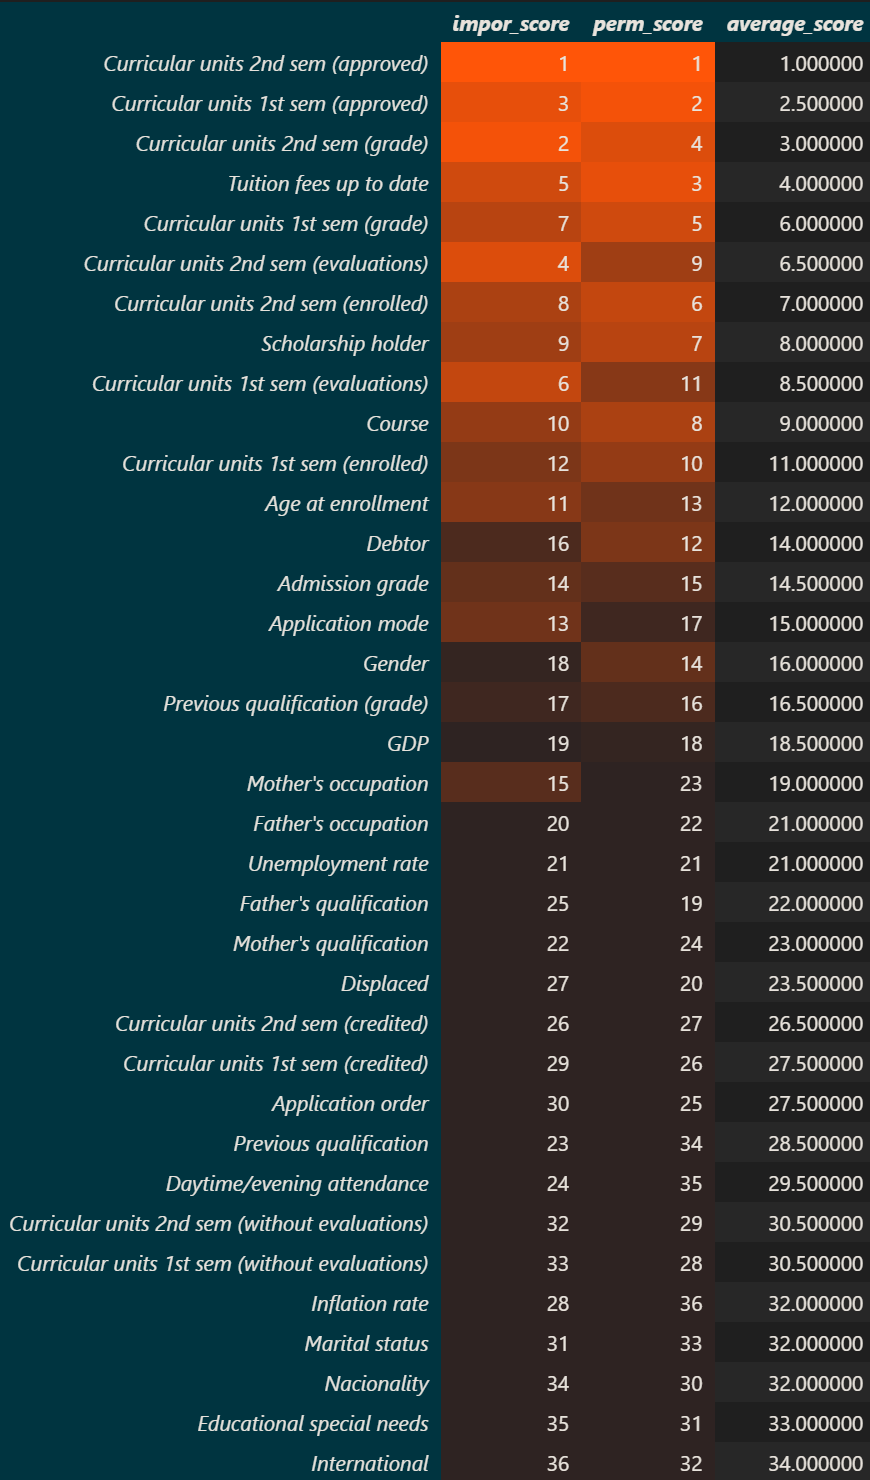 impor_score perm_score average_score
Curricular units 2nd sem (approved) 1 1 1.000000
Curricular units 1st sem (approved) 3 2 2.500000
Curricular units 2nd sem (grade) 2 4 3.000000
Tuition fees up to date 5 3 4.000000
Curricular units 1st sem (grade) 7 5 6.000000
Curricular units 2nd sem (evaluations) 4 9 6.500000
Curricular units 2nd sem (enrolled) 8 6 7.000000
Scholarship holder 9 7 8.000000
Curricular units 1st sem (evaluations) 6 11 8.500000
Course 10 8 9.000000
Curricular units 1st sem (enrolled) 12 10 11.000000
Age at enrollment 11 13 12.000000
Debtor 16 12 14.000000
Admission grade 14 15 14.500000
Application mode 13 17 15.000000
Gender 18 14 16.000000
Previous qualification (grade) 17 16 16.500000
GDP 19 18 18.500000
Mother's occupation 15 23 19.000000
Father's occupation 20 22 21.000000
Unemployment rate 21 21 21.000000
Father's qualification 25 19 22.000000
Mother's qualification 22 24 23.000000
Displaced 27 20 23.500000
Curricular units 2nd sem (credited) 26 27 26.500000
Curricular units 1st sem (credited) 29 26 27.500000
Application order 30 25 27.500000
Previous qualification 23 34 28.500000
Daytime/evening attendance 24 35 29.500000
Curricular units 2nd sem (without evaluations) 32 29 30.500000
Curricular units 1st sem (without evaluations) 33 28 30.500000
Inflation rate 28 36 32.000000
Marital status 31 33 32.000000
Nacionality 34 30 32.000000
Educational special needs 35 31 33.000000
International 36 32 34.000000